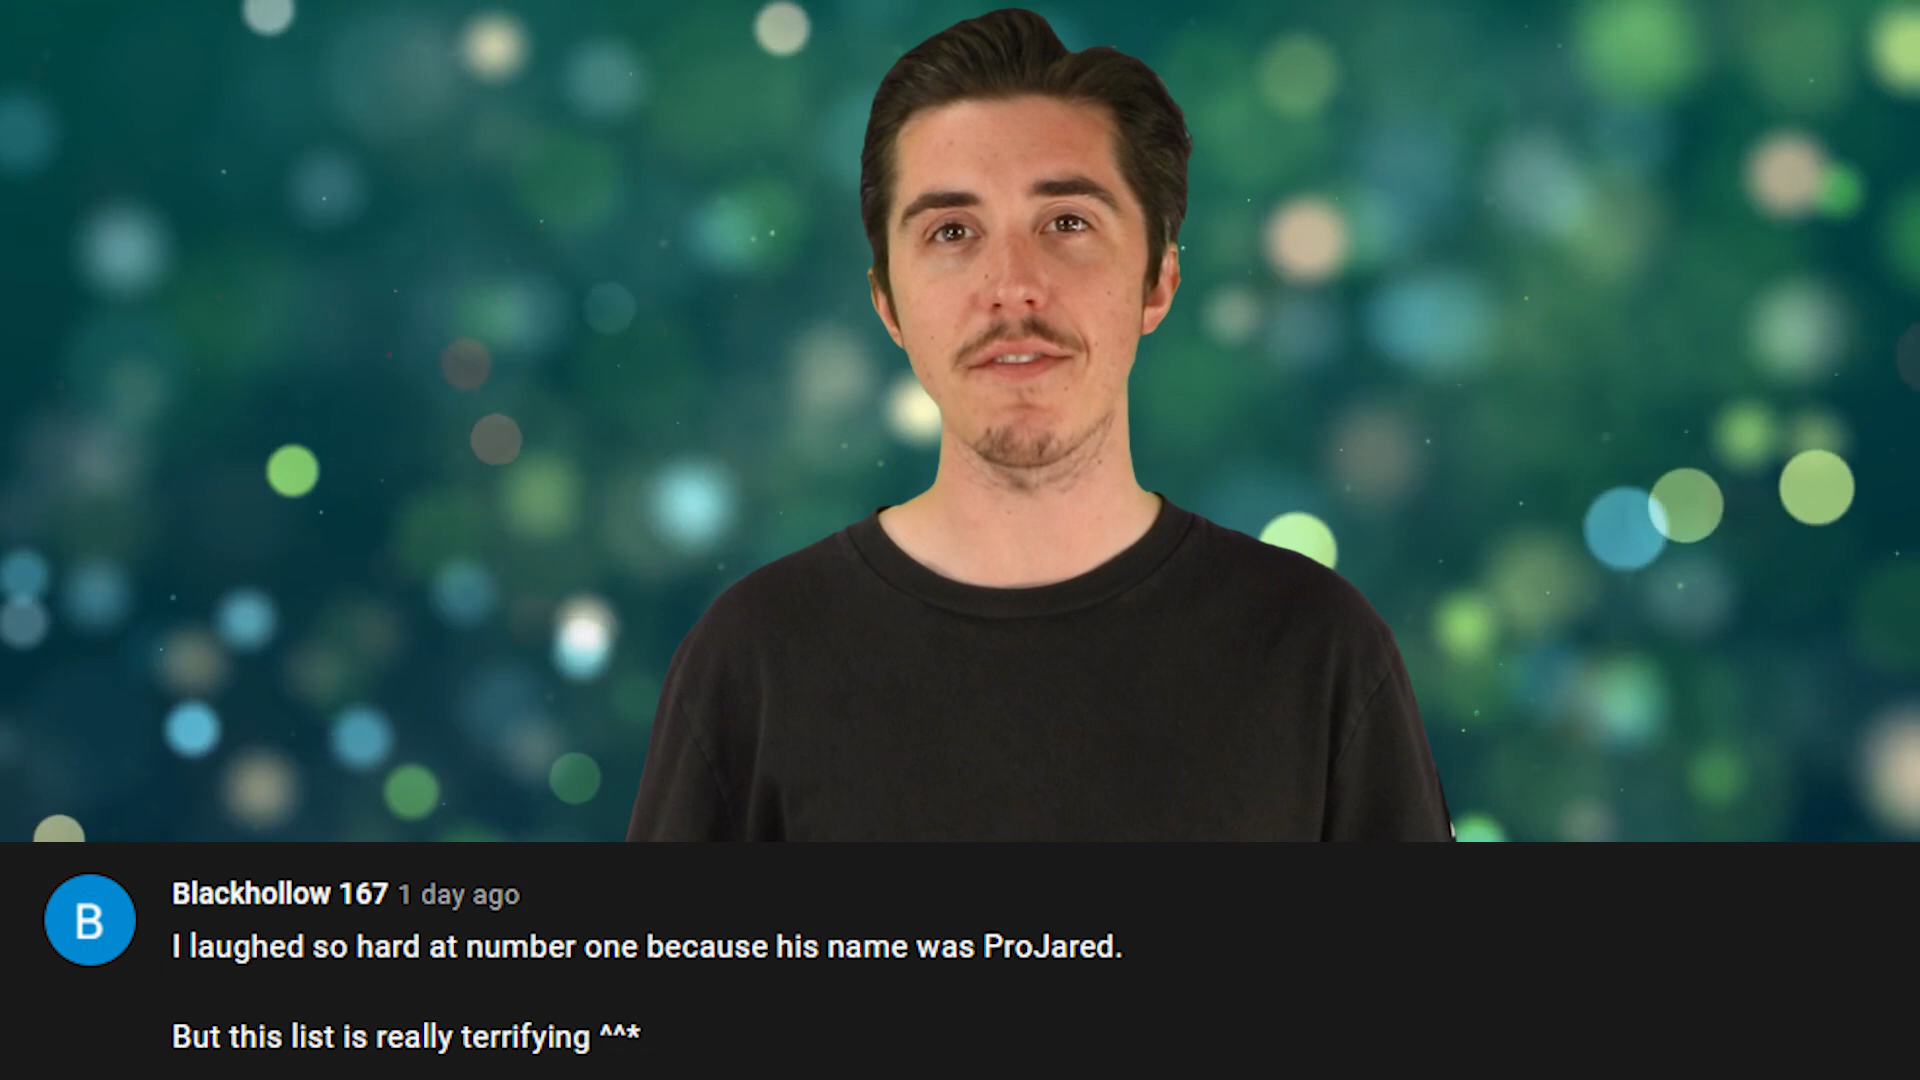 B
Blackhollow 167 1 day ago
I laughed so hard at number one because his name was ProJared.
But this list is really terrifying ^^*